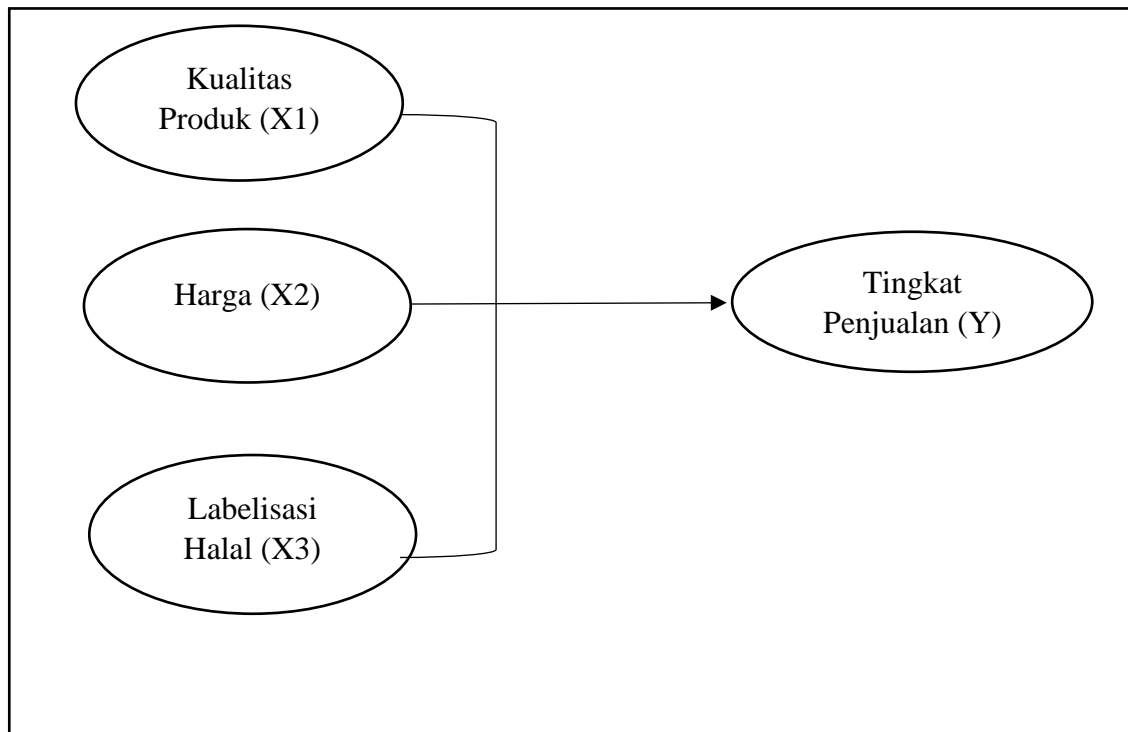 Kualitas
Produk (X1)
Harga (X2)
Tingkat
Penjualan (Y)
Labelisasi
Halal (X3)